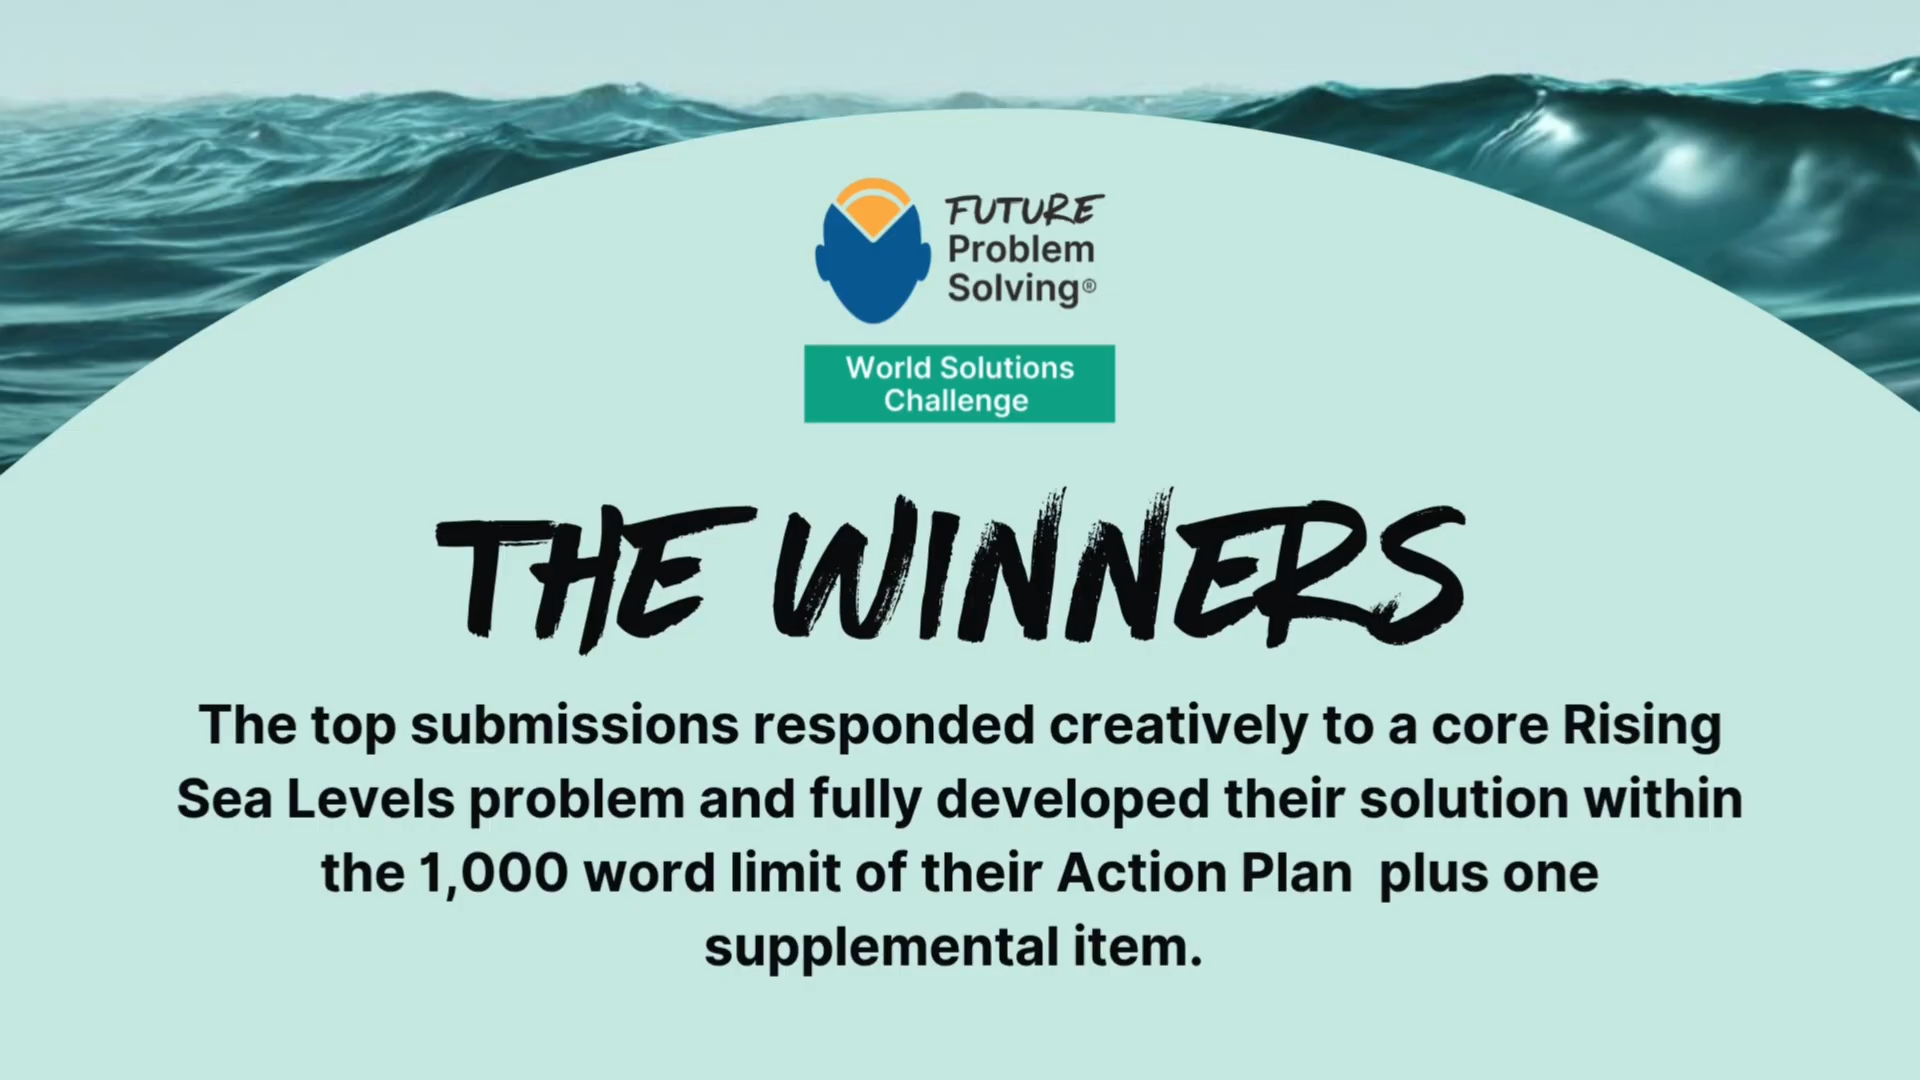 FUTURE
Problem
Solving®
World Solutions
Challenge
THE WINNERS
The top submissions responded creatively to a core Rising
Sea Levels problem and fully developed their solution within
the 1,000 word limit of their Action Plan  plus one
supplemental item.